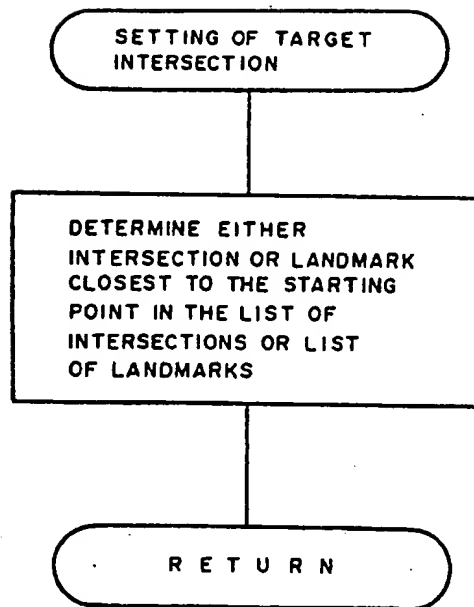 SETTING OF TARGET
INTERSECTION
DETERMINE EITHER
INTERSECTION OR LANDMARK
CLOSEST TO THE STARTING
POINT IN THE LIST OF
INTERSECTIONS OR LIST
OF LANDMARKS
RETURN